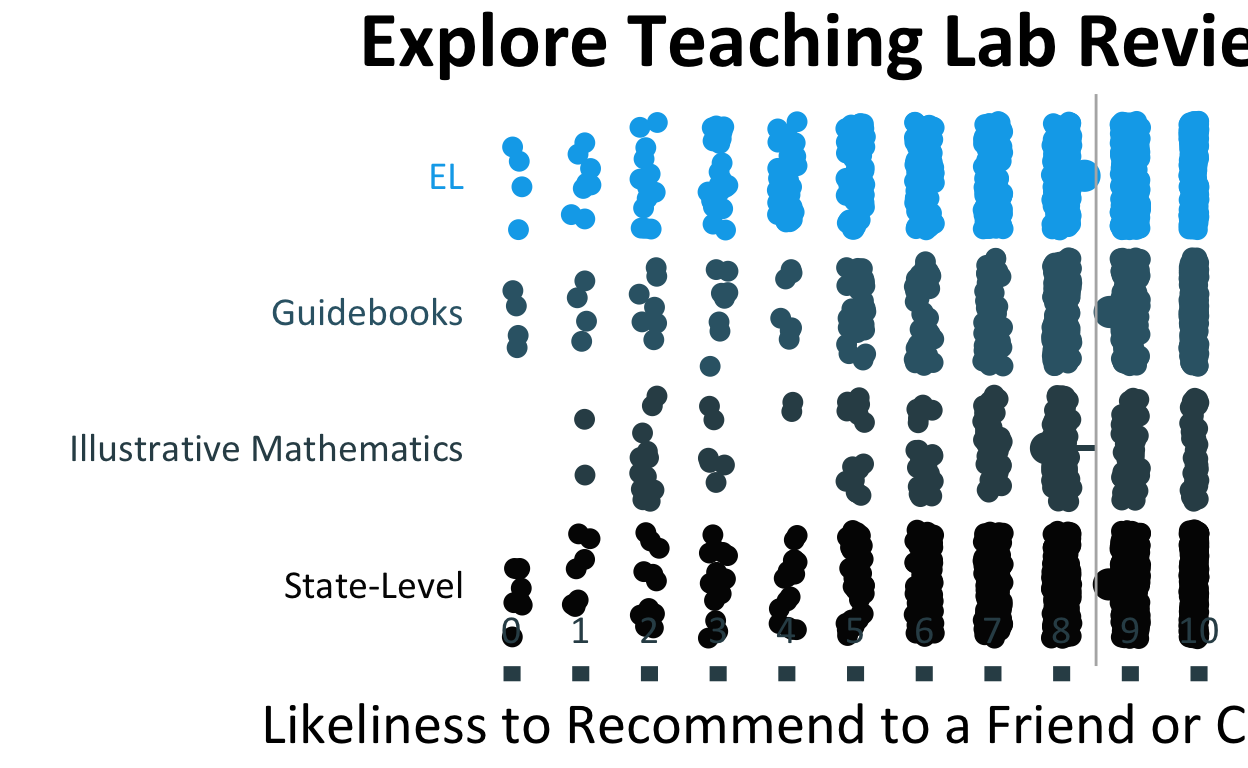 Explore Teaching Lab Revie
EL
Guidebooks
Illustrative Mathematics
State-Level
0 1 2 3 4 5 6 7 8 9 10
Likeliness to Recommend to a Friend or C